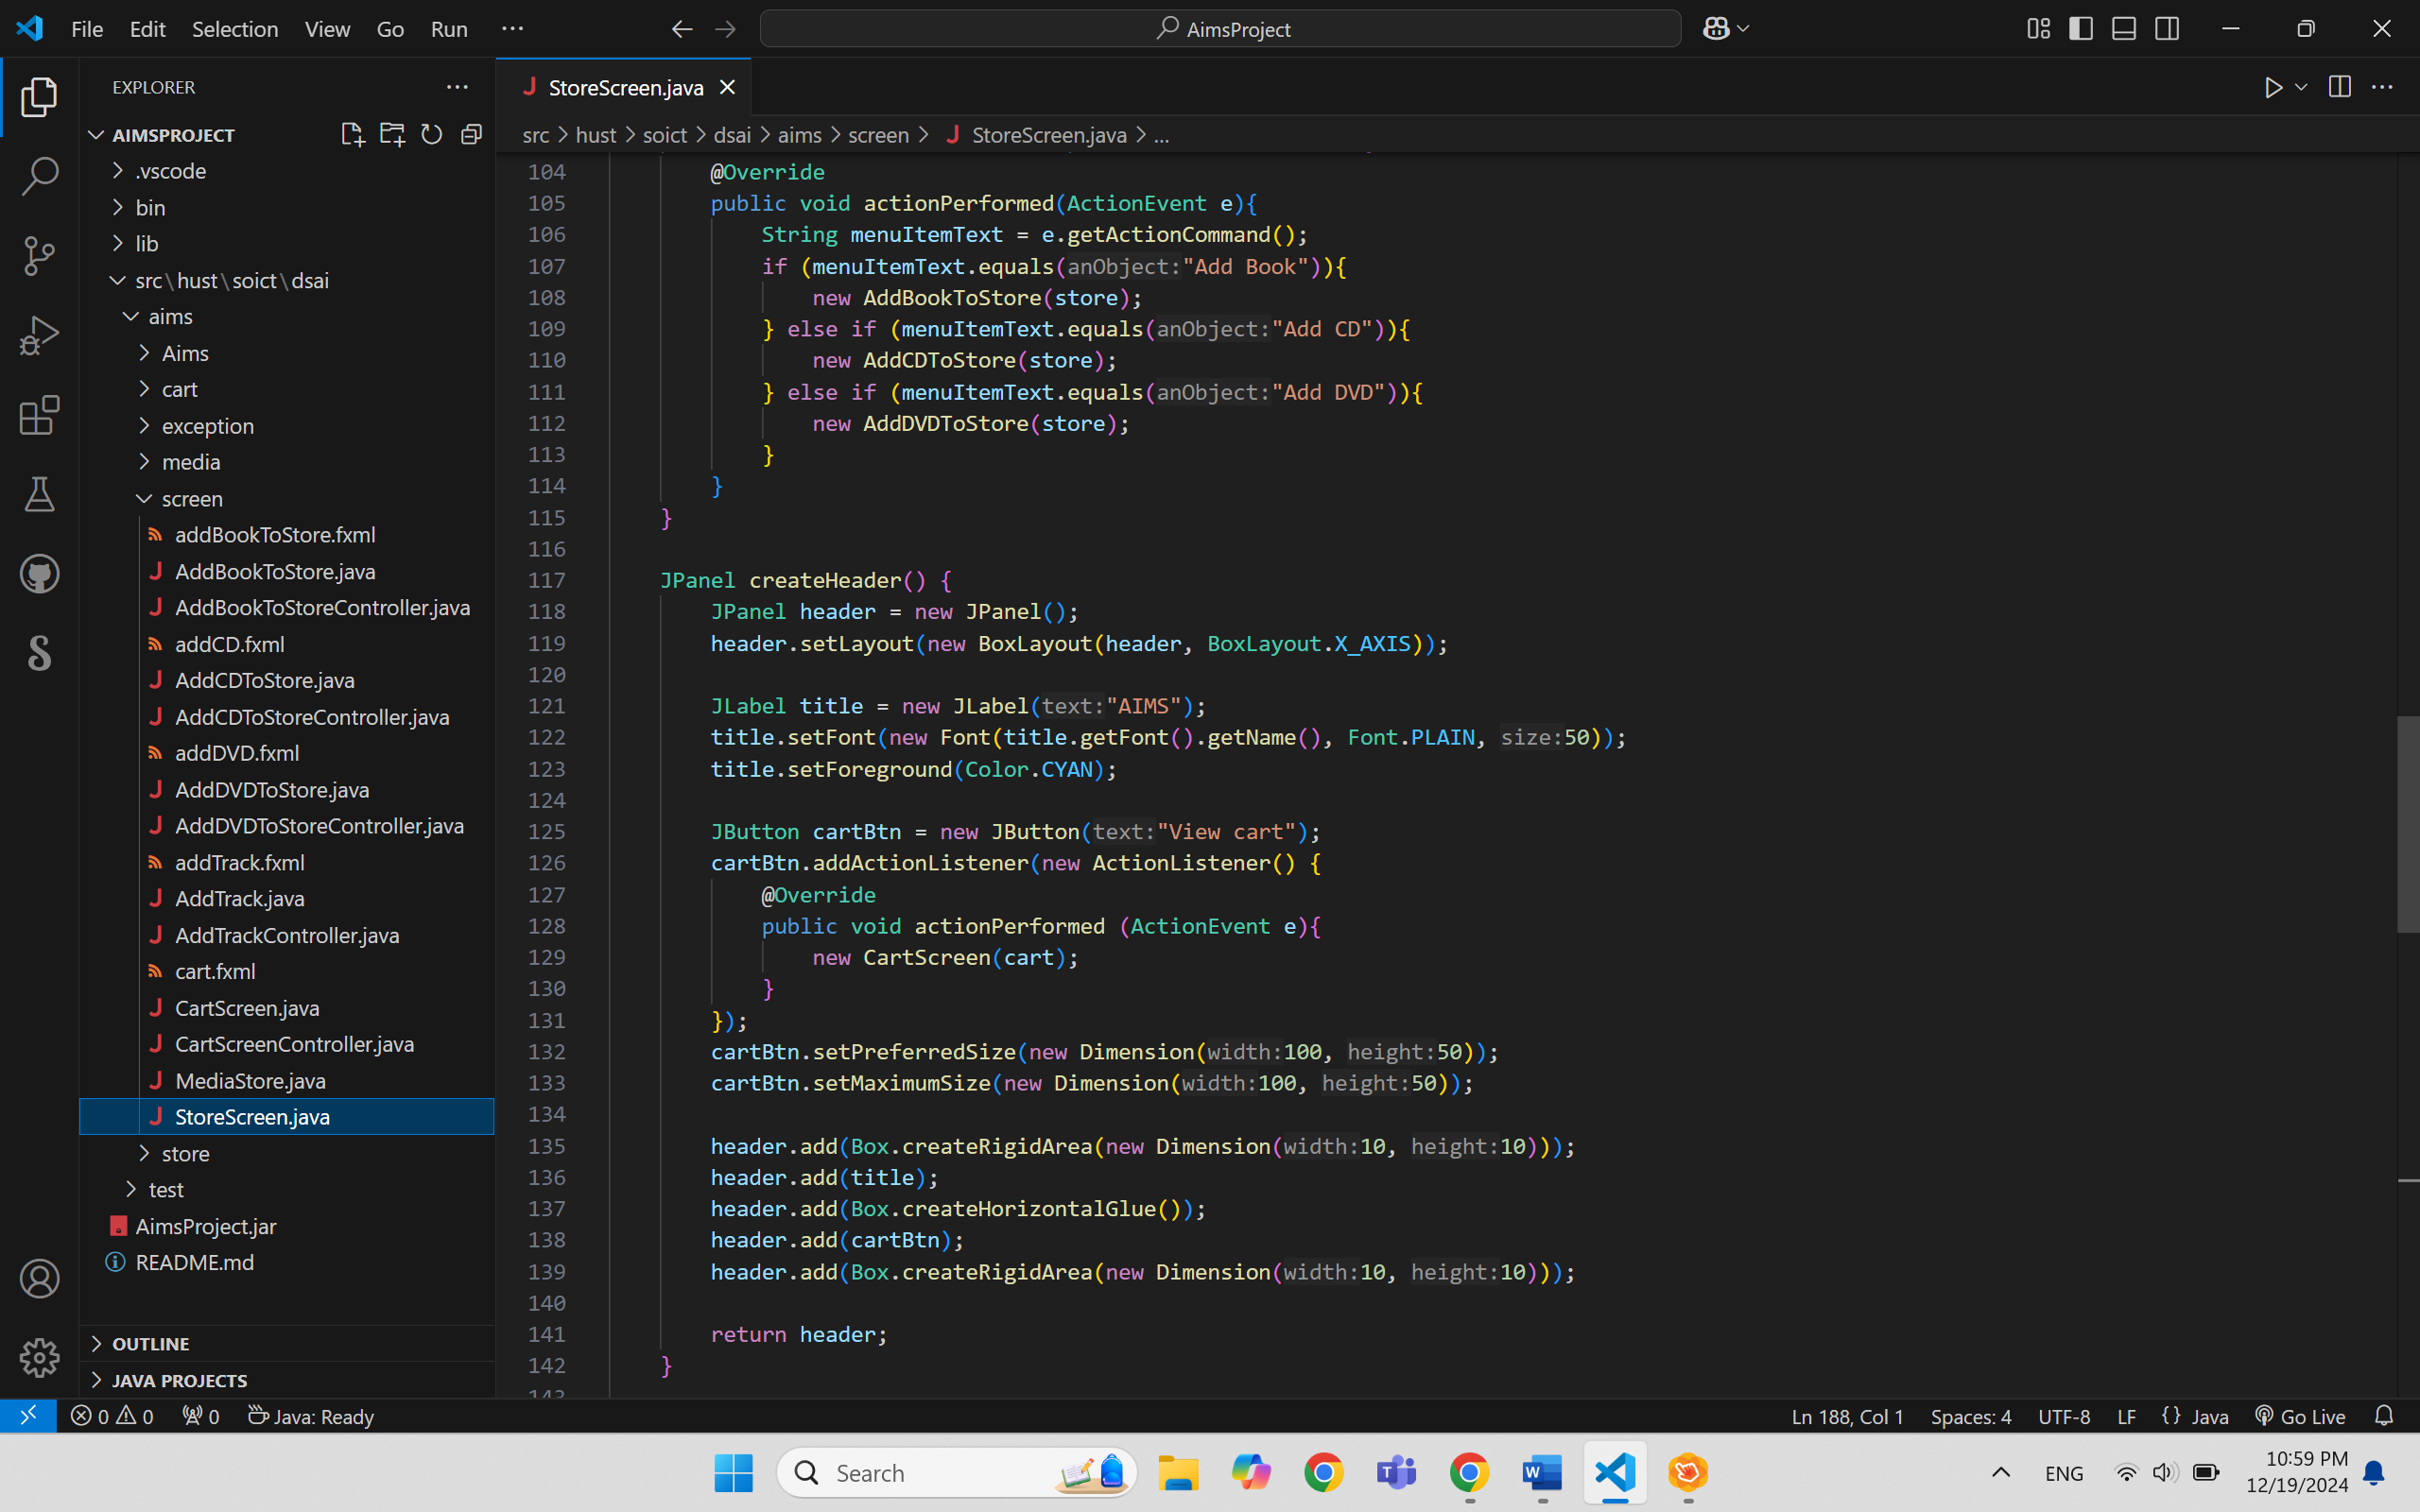 File Edit Selection View Go Run ··· AimsProject
EXPLORER
AIMSPROJECT
.vscode
bin
lib
src\hust\soict\dsai
aims
Aims
cart
exception
media
screen
addBookToStore.fxml
AddBookToStore.java
AddBookToStoreController.java
addCD.fxml
AddCDToStore.java
AddCDToStoreController.java
addDVD.fxml
AddDVDToStore.java
AddDVDToStoreController.java
addTrack.fxml
AddTrack.java
AddTrackController.java
cart.fxml
CartScreen.java
CartScreenController.java
MediaStore.java
StoreScreen.java
store
test
AimsProject.jar
README.md
OUTLINE
JAVA PROJECTS
StoreScreen.java
src > hust > soict > dsai > aims > screen > StoreScreen.java > ...
104 @Override
105 public void actionPerformed(ActionEvent e){
106 String menuItemText = e.getActionCommand();
107 if (menuItemText.equals(anObject:"Add Book")){
108 new AddBookToStore(store);
109 } else if (menuItemText.equals(anObject:"Add CD")){
110 new AddCDToStore(store);
111 } else if (menuItemText.equals(anObject:"Add DVD")){
112 new AddDVDToStore(store);
113 }
114 }
115 }
116
117 JPanel createHeader() {
118 JPanel header = new JPanel();
119 header.setLayout(new BoxLayout(header, BoxLayout.X_AXIS));
120
121 JLabel title = new JLabel(text:"AIMS");
122 title.setFont(new Font(title.getFont().getName(), Font.PLAIN, size:50));
123 title.setForeground(Color.CYAN);
124
125 JButton cartBtn = new JButton(text:"View cart");
126 cartBtn.addActionListener(new ActionListener() {
127 @Override
128 public void actionPerformed (ActionEvent e){
129 new CartScreen(cart);
130 }
131 });
132 cartBtn.setPreferredSize(new Dimension(width:100, height:50));
133 cartBtn.setMaximumSize(new Dimension(width:100, height:50));
134
135 header.add(Box.createRigidArea(new Dimension(width:10, height:10)));
136 header.add(title);
137 header.add(Box.createHorizontalGlue());
138 header.add(cartBtn);
139 header.add(Box.createRigidArea(new Dimension(width:10, height:10)));
140
141 return header;
142 }
143
0 0 0 Java: Ready Ln 188, Col 1 Spaces: 4 UTF-8 LF {} Java Go Live
Search ENG 10:59 PM
12/19/2024